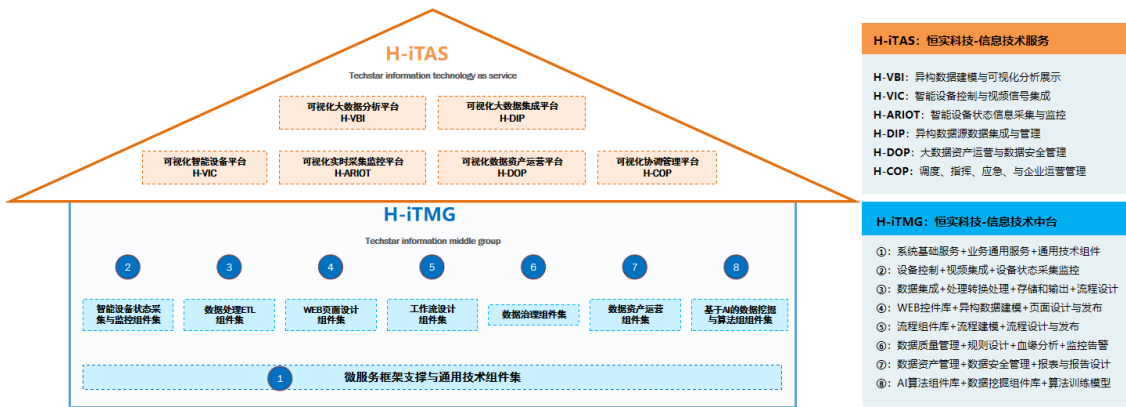 H-iTAS
Techstar information technology as service
可视化大数据分析平台
H-VBI
可视化大数据集成平台
H-DIP
可视化智能设备平台
H-VIC
可视化实时采集监控平台
H-ARIOT
可视化数据资产运营平台
H-DOP
可视化协调管理平台
H-COP
H-iTMG
Techstar information middle group
2
3
4
5
6
7
8
智能设备状态采
集与监控组件集
数据处理ETL
组件集
WEB页面设计
组件集
工作流设计
组件集
数据治理组件集
数据资产运营
组件集
基于AI的数据挖掘
与算法组组件集
1
微服务框架支撑与通用技术组件集
H-iTAS：恒实科技-信息技术服务
H-VBI：异构数据建模与可视化分析展示
H-VIC：智能设备控制与视频信号集成
H-ARIOT：智能设备状态信息采集与监控
H-DIP：异构数据源数据集成与管理
H-DOP：大数据资产运营与数据安全管理
H-COP：调度、指挥、应急、与企业运营管理
H-iTMG：恒实科技-信息技术中台
①：系统基础服务+业务通用服务+通用技术组件
②：设备控制+视频集成+设备状态采集监控
③：数据集成+处理转换处理+存储和输出+流程设计
④：WEB控件库+异构数据建模+页面设计与发布
⑤：流程组件库+流程建模+流程设计与发布
⑥：数据质量管理+规则设计+血缘分析+监控告警
⑦：数据资产管理+数据安全管理+报表与报告设计
⑧：AI算法组件库+数据挖掘组件库+算法训练模型